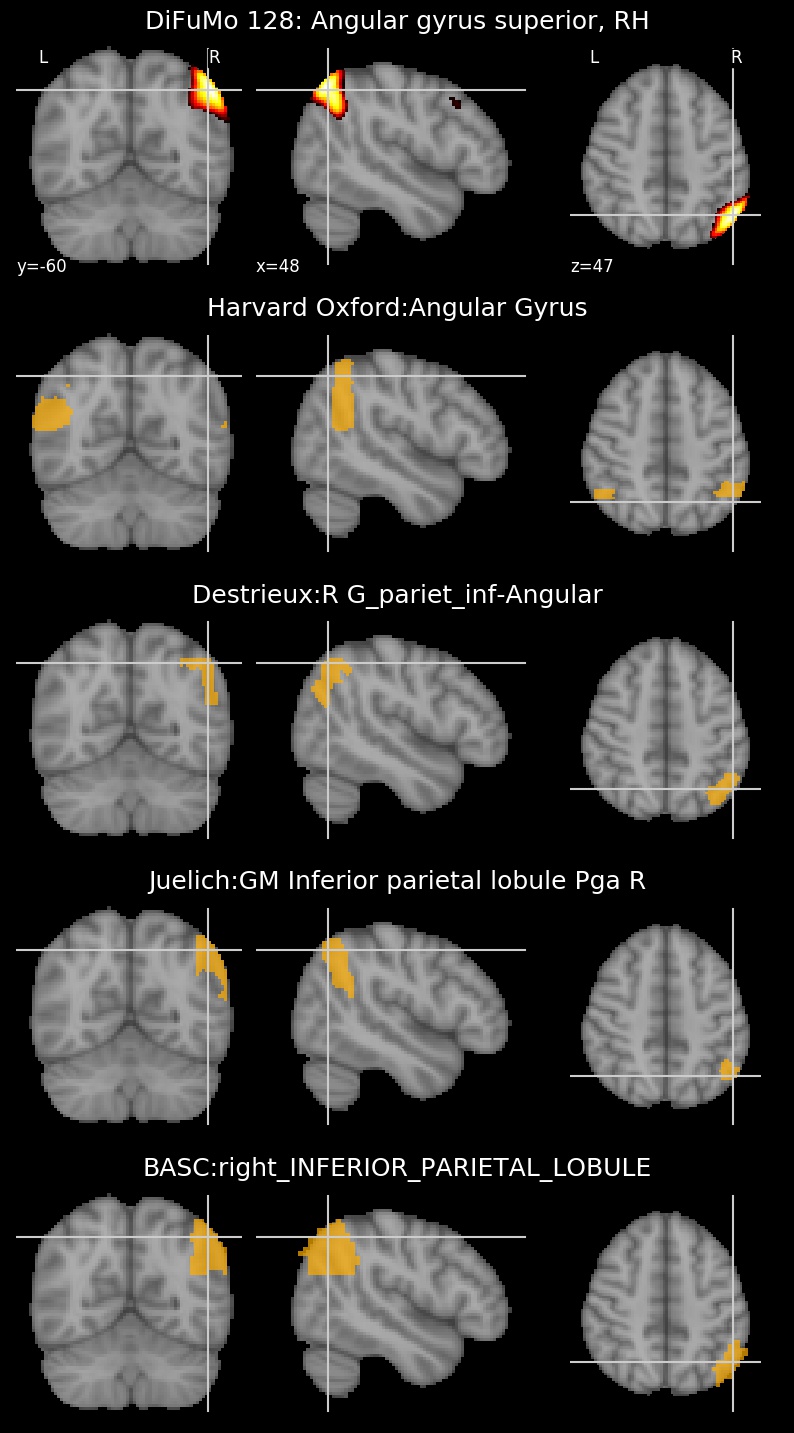 DiFuMo 128: Angular gyrus superior, RH
L R L R
y=-60 x=48 z=47
Harvard Oxford:Angular Gyrus
Destrieux:R G_pariet_inf-Angular
Juelich:GM Inferior parietal lobule Pga R
BASC:right_INFERIOR_PARIETAL_LOBULE